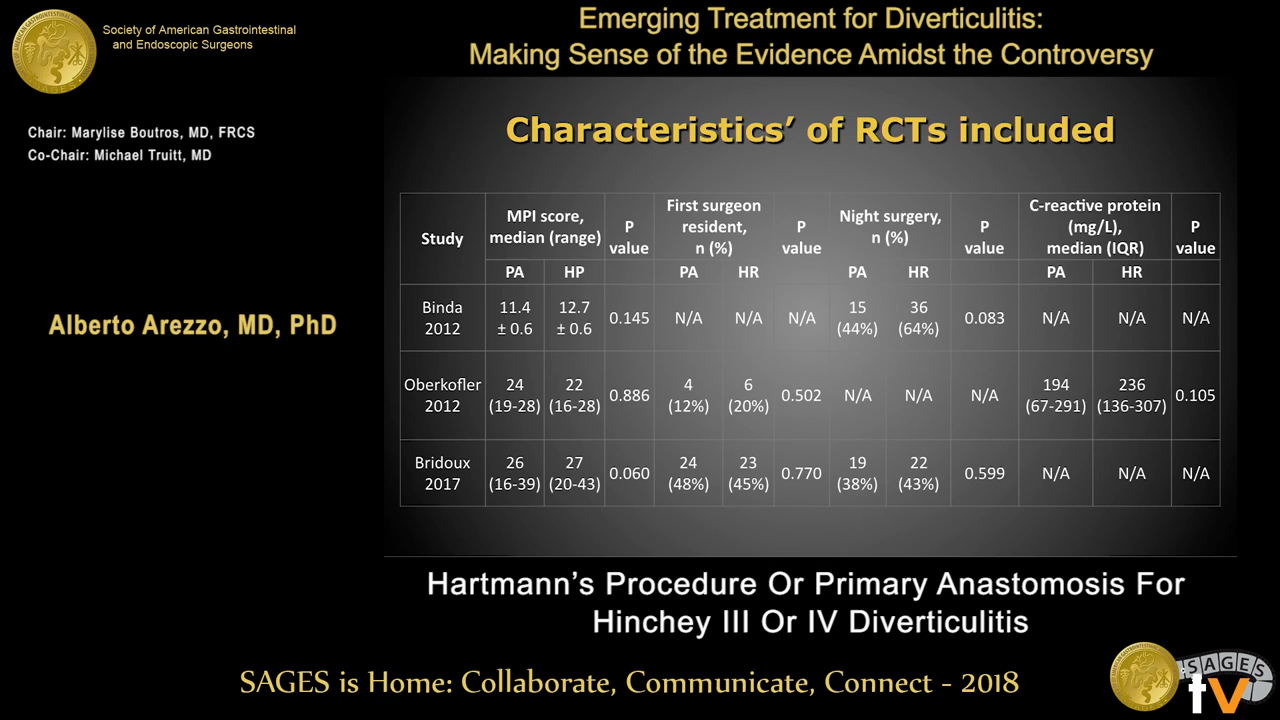 Society of American Gastrointestinal
and Endoscopic Surgeons
Emerging Treatment for Diverticulitis:
Making Sense of the Evidence Amidst the Controversy
Chair: Marylise Boutros, MD, FRCS
Co-Chair: Michael Truitt, MD
Alberto Arezzo, MD, PhD
Characteristics’ of RCTs included
Study
MPI score,
median (range)
P
value
First surgeon
resident,
n (%)
P
value
Night surgery,
n (%)
P
value
C-reactive protein
(mg/L),
median (IQR)
P
value
PA HP PA HR PA HR PA HR
Binda
2012
11.4
± 0.6
12.7
± 0.6
0.145
N/A
N/A
N/A
15
(44%)
36
(64%)
0.083
N/A
N/A
N/A
Oberkofler
2012
24
(19-28)
22
(16-28)
0.886
4
(12%)
6
(20%)
0.502
N/A
N/A
N/A
194
(67-291)
236
(136-307)
0.105
Bridoux
2017
26
(16-39)
27
(20-43)
0.060
24
(48%)
23
(45%)
0.770
19
(38%)
22
(43%)
0.599
N/A
N/A
N/A
Hartmann’s Procedure Or Primary Anastomosis For
Hinchey III Or IV Diverticulitis
SAGES is Home: Collaborate, Communicate, Connect - 2018
SAGES
tv